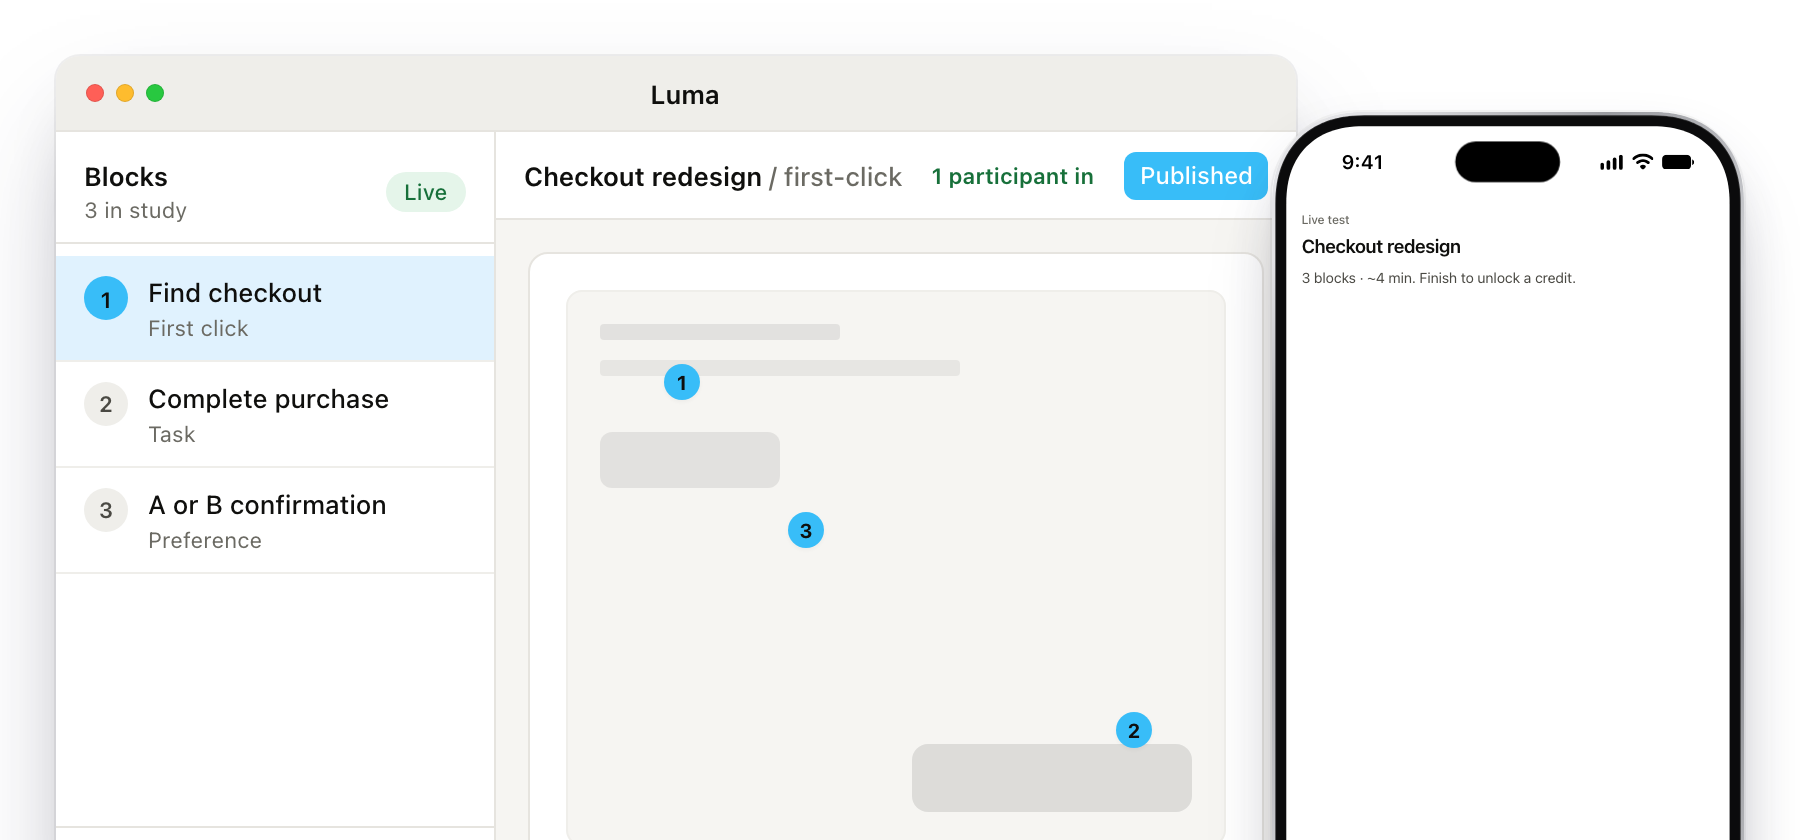 Luma
Blocks
3 in study
Live
1
Find checkout
First click
2
Complete purchase
Task
3
A or B confirmation
Preference
Checkout redesign / first-click
1 participant in
Published
1
3
2
9:41
Live test
Checkout redesign
3 blocks · ~4 min. Finish to unlock a credit.